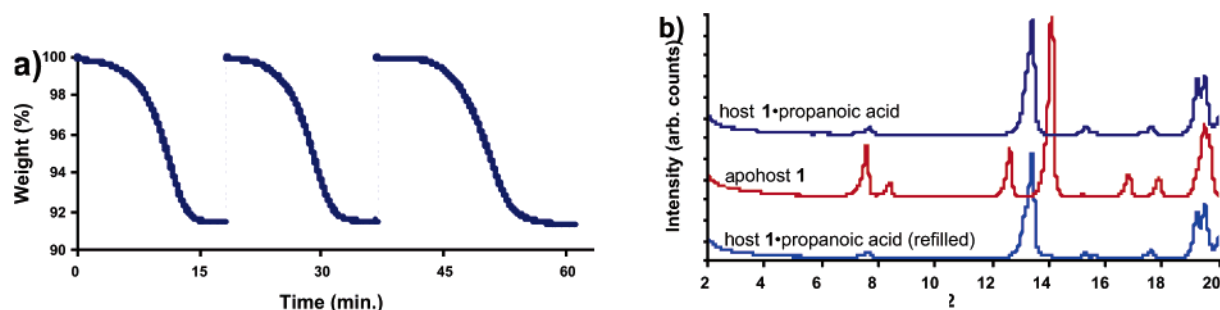 a)
100
98
96
94
92
90
Weight (%)
0 15 30 45 60
Time (min.)
b)
Intensity (arb. counts)
host 1•propanoic acid
apohost 1
host 1•propanoic acid (refilled)
2 4 6 8 10 12 14 16 18 20
2